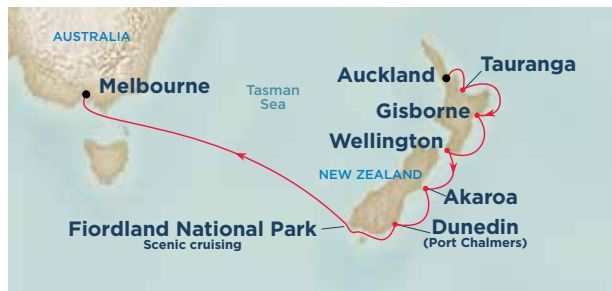 AUSTRALIA
Melbourne
Tasman
Sea
Auckland
Tauranga
Gisborne
Wellington
NEW ZEALAND
Akaroa
Fiordland National Park
Scenic cruising
Dunedin
(Port Chalmers)